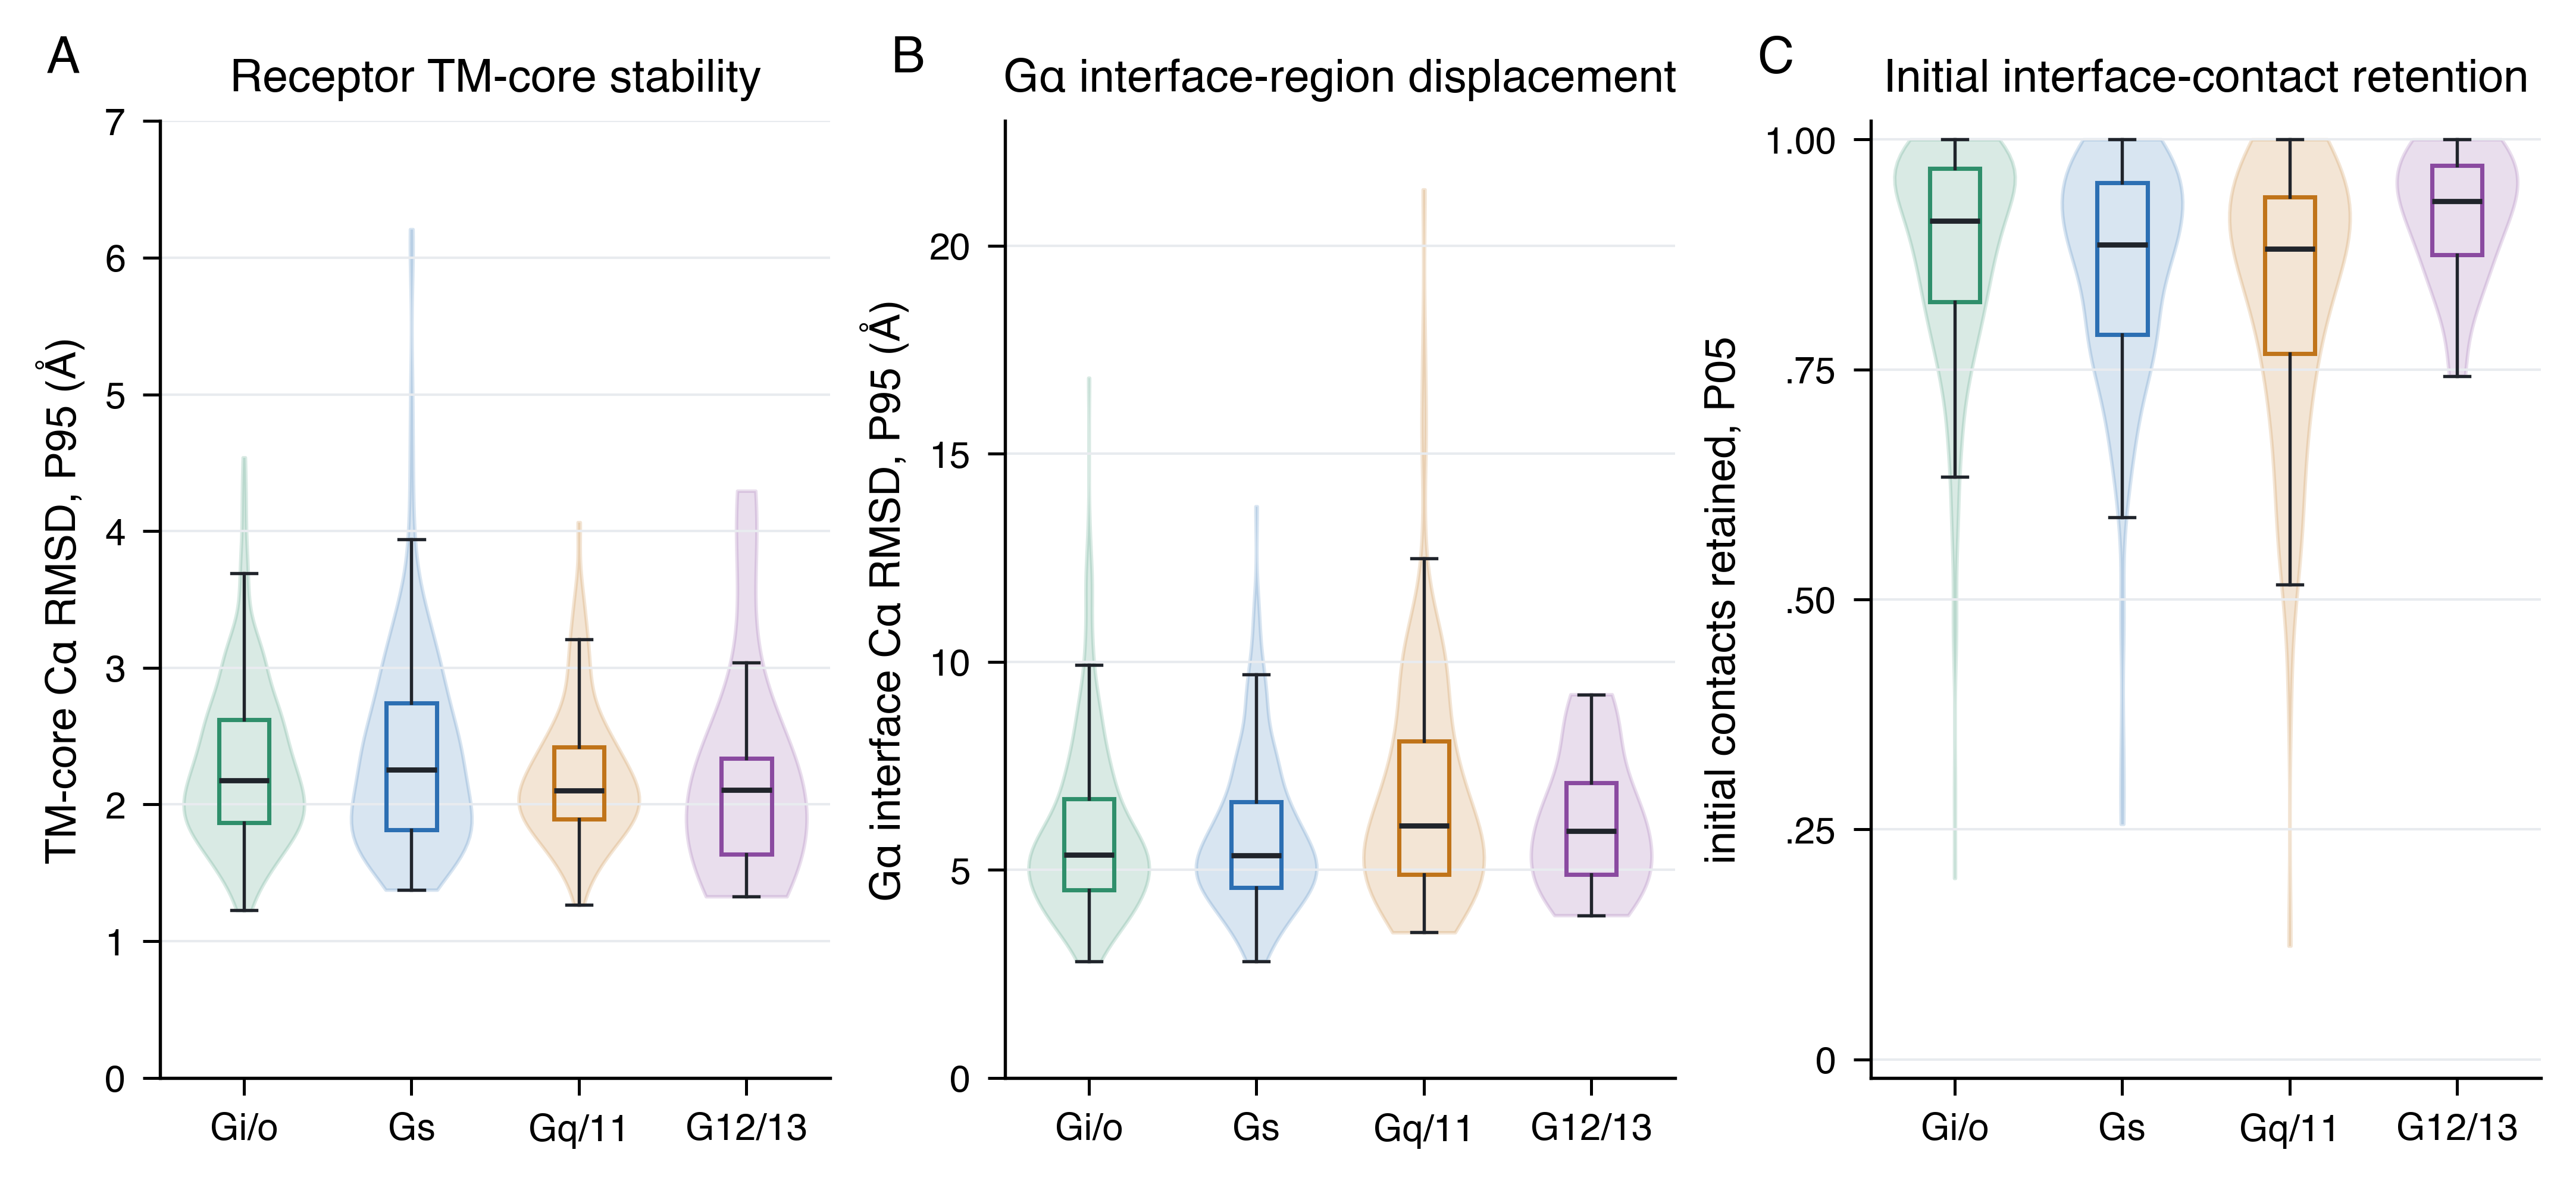 A
Receptor TM-core stability
TM-core Cα RMSD, P95 (Å)
7
6
5
4
3
2
1
0
Gi/o
Gs
Gq/11
G12/13
B
Gα interface-region displacement
Gα interface Cα RMSD, P95 (Å)
20
15
10
5
0
Gi/o
Gs
Gq/11
G12/13
C
Initial interface-contact retention
initial contacts retained, P05
1.00
.75
.50
.25
0
Gi/o
Gs
Gq/11
G12/13